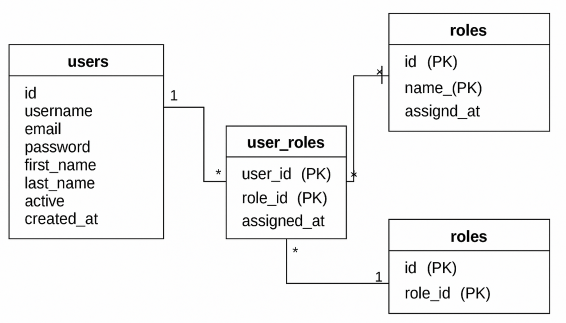 users
id
username
email
password
first_name
last_name
active
created_at
1
*
user_roles
user_id (PK)
role_id (PK)
assigned_at
*
*
*
roles
id (PK)
name_(PK)
assignd_at
roles
id (PK)
role_id (PK)
1